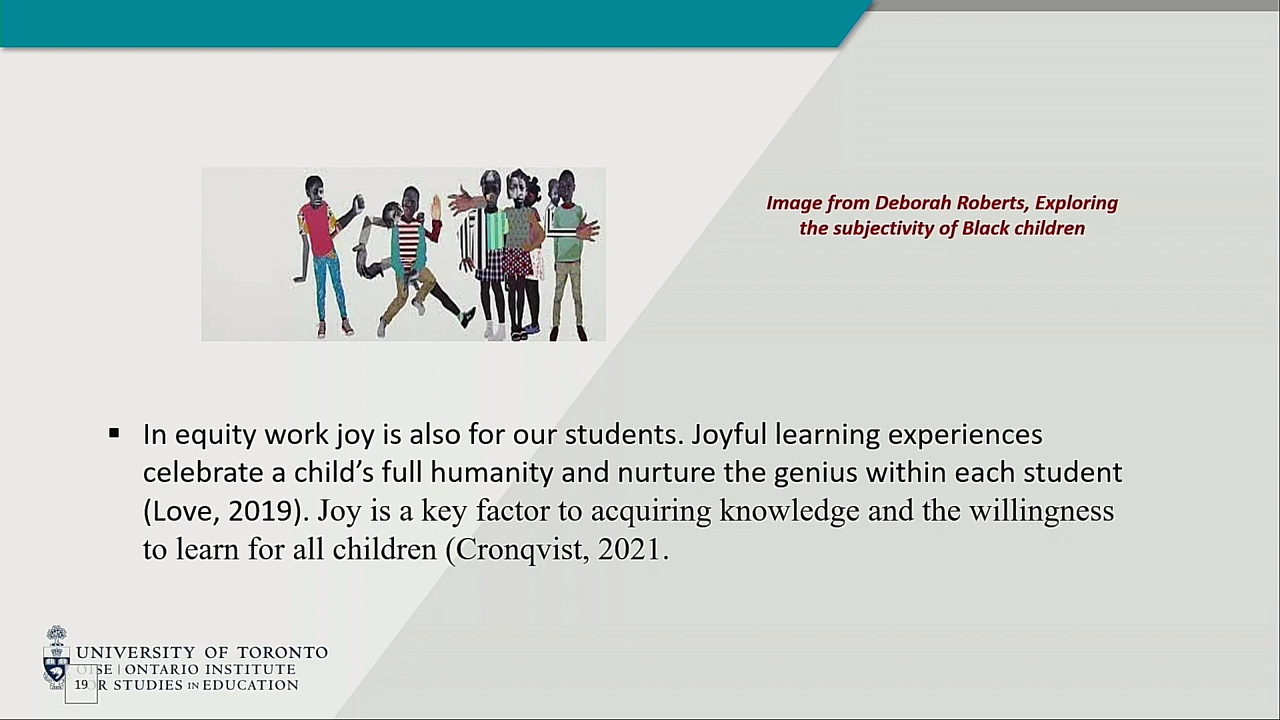 Image from Deborah Roberts, Exploring
the subjectivity of Black children
▪ In equity work joy is also for our students. Joyful learning experiences
celebrate a child’s full humanity and nurture the genius within each student
(Love, 2019). Joy is a key factor to acquiring knowledge and the willingness
to learn for all children (Cronqvist, 2021.
UNIVERSITY OF TORONTO
OISE | ONTARIO INSTITUTE
19 R STUDIES IN EDUCATION